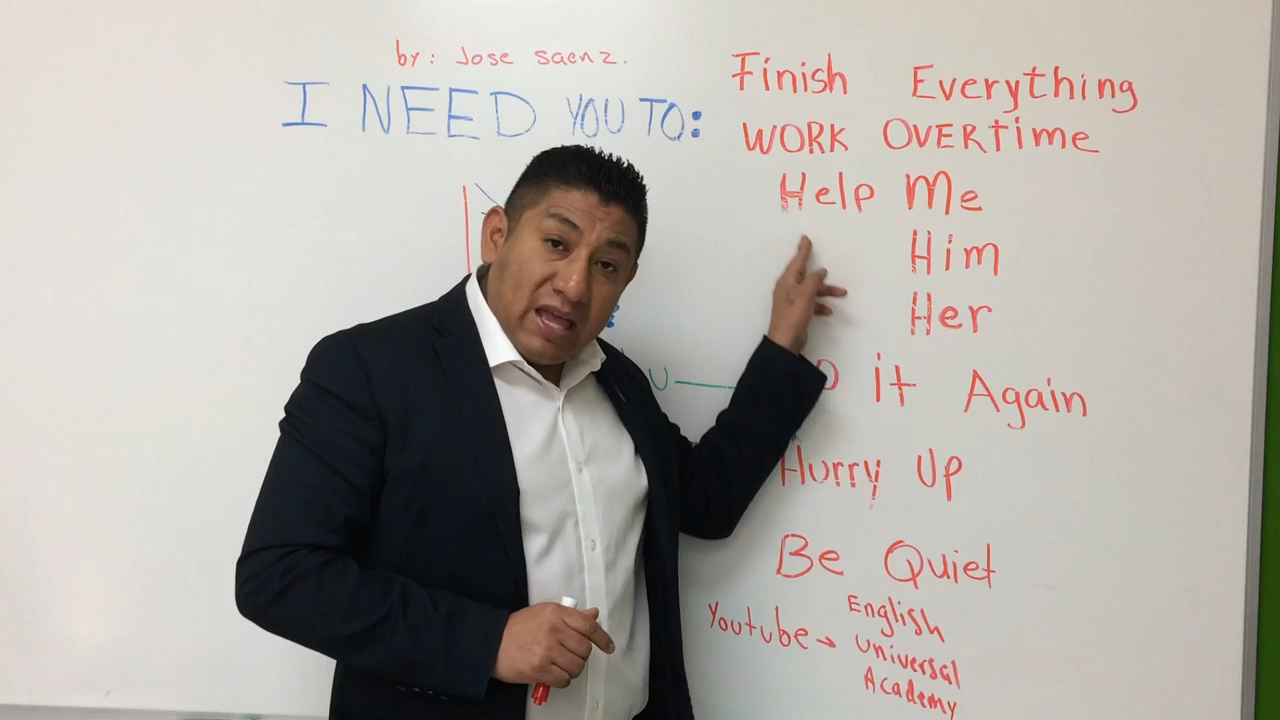 by: Jose Saenz.
I NEED YOU TO:
Finish Everything
WORK OVERtiME
Help Me
Him
Her
it Again
Hurry Up
Be Quiet
Youtube → English
Universal
Academy